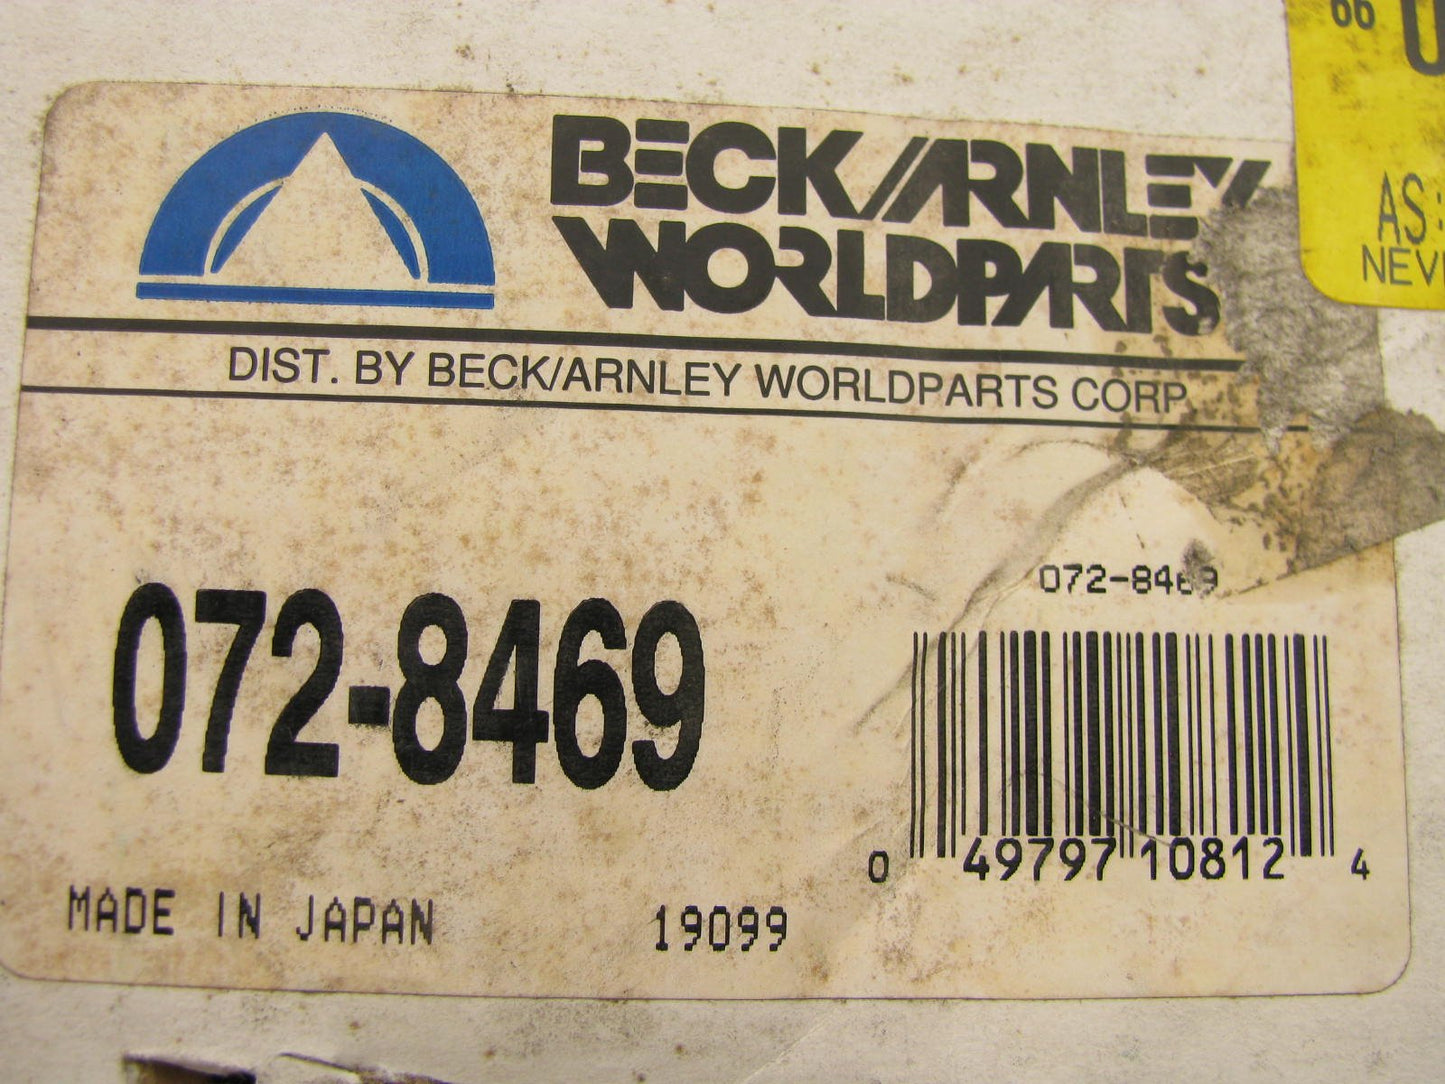 BECK/ARNLEY
WORLDPARTS
DIST. BY BECK/ARNLEY WORLDPARTS CORP.
072-8469
072-8469
0 49797 10812 4
MADE IN JAPAN
19099
66
AS: